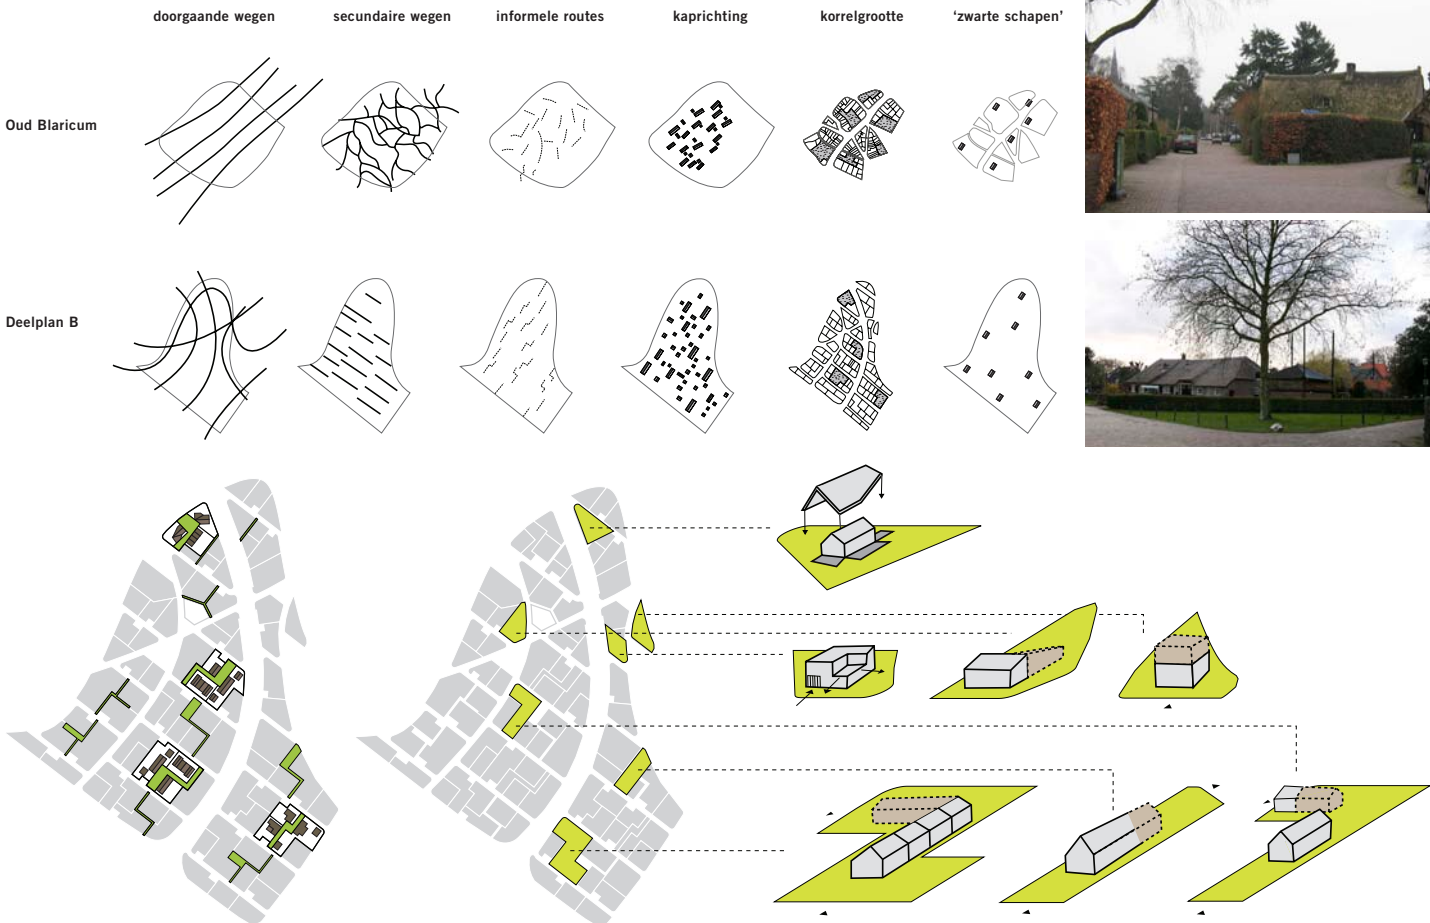 doorgaande wegen secundaire wegen informele routes kaprichting korrelgrootte ‘zwarte schapen’
Oud Blaricum
Deelplan B